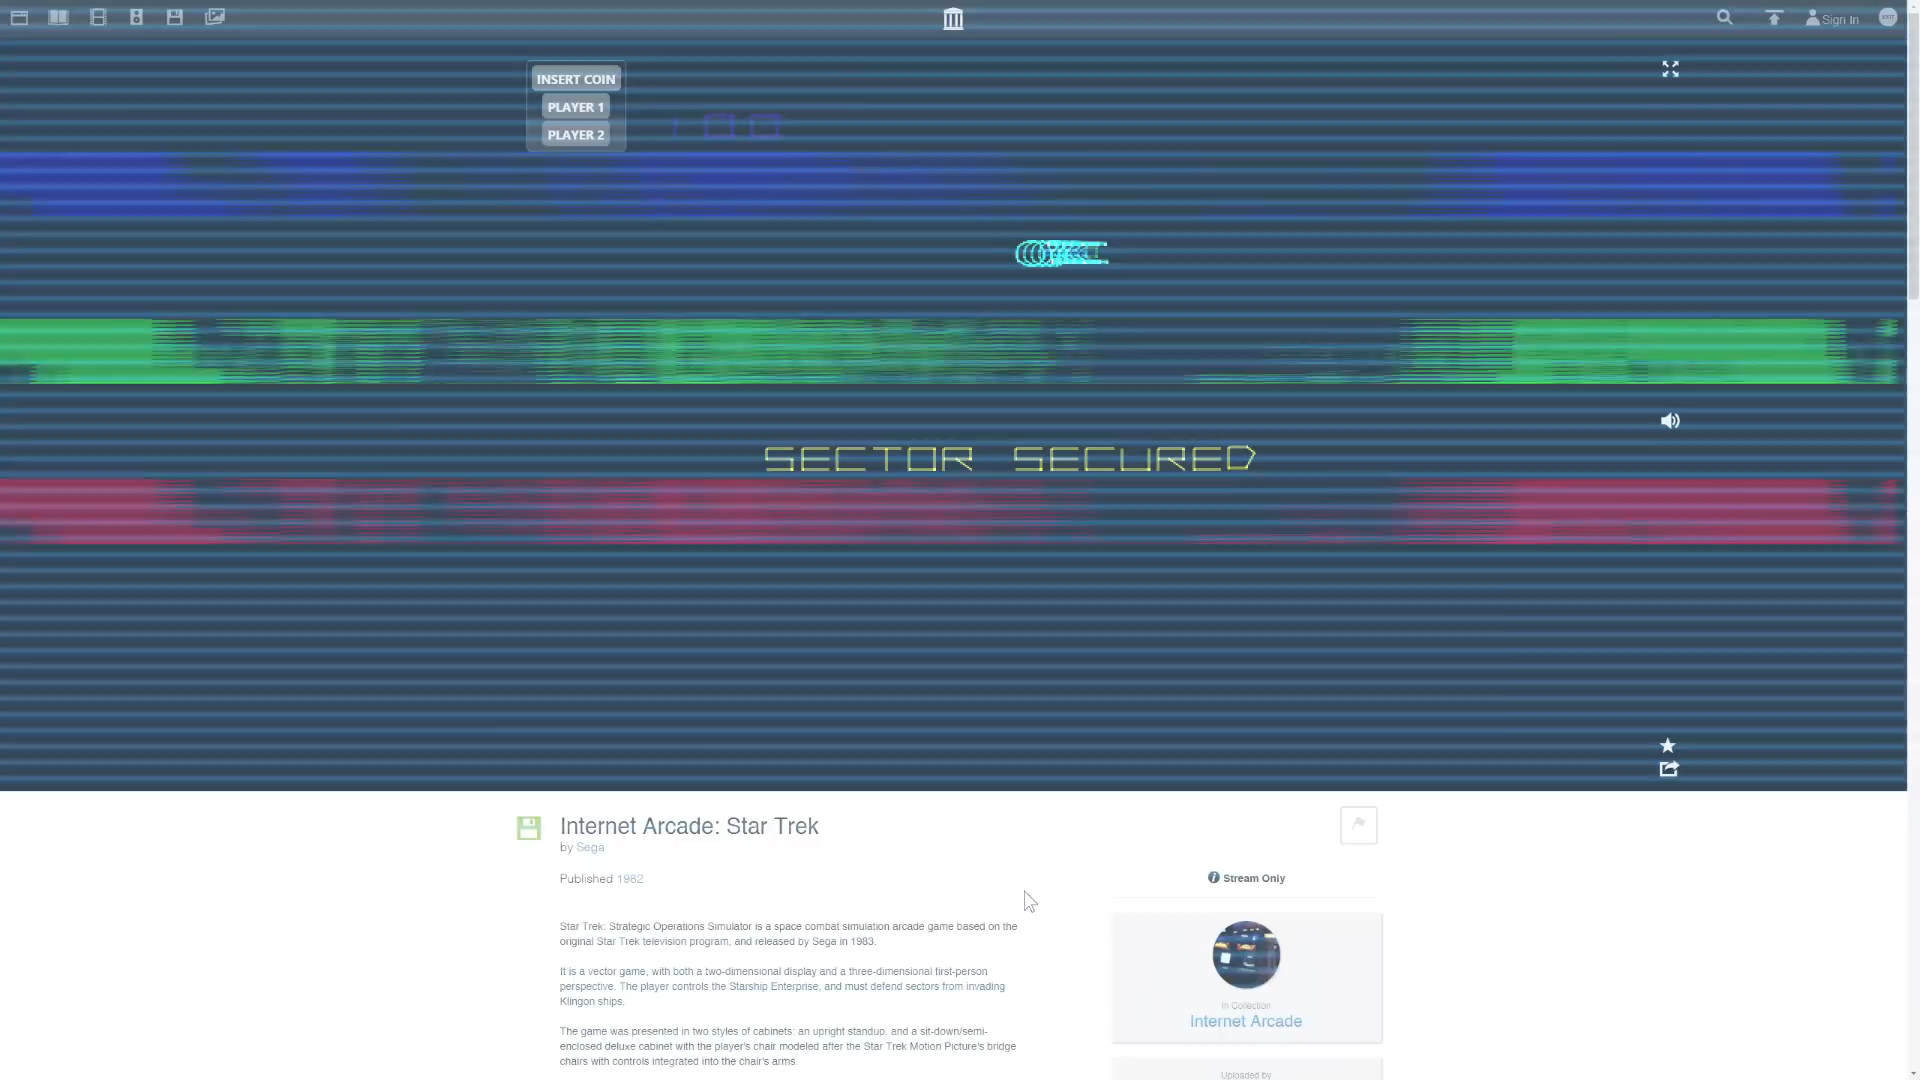 Sign In
EXIT
INSERT COIN
PLAYER 1
PLAYER 2
100
SECTOR SECURED
Internet Arcade: Star Trek
by Sega
Published 1982
Stream Only
Star Trek: Strategic Operations Simulator is a space combat simulation arcade game based on the
original Star Trek television program, and released by Sega in 1983.
It is a vector game, with both a two-dimensional display and a three-dimensional first-person
perspective. The player controls the Starship Enterprise, and must defend sectors from invading
Klingon ships.
The game was presented in two styles of cabinets: an upright standup, and a sit-down/semi-
enclosed deluxe cabinet with the player's chair modeled after the Star Trek Motion Picture's bridge
chairs with controls integrated into the chair's arms.
In Collection
Internet Arcade
Uploaded by